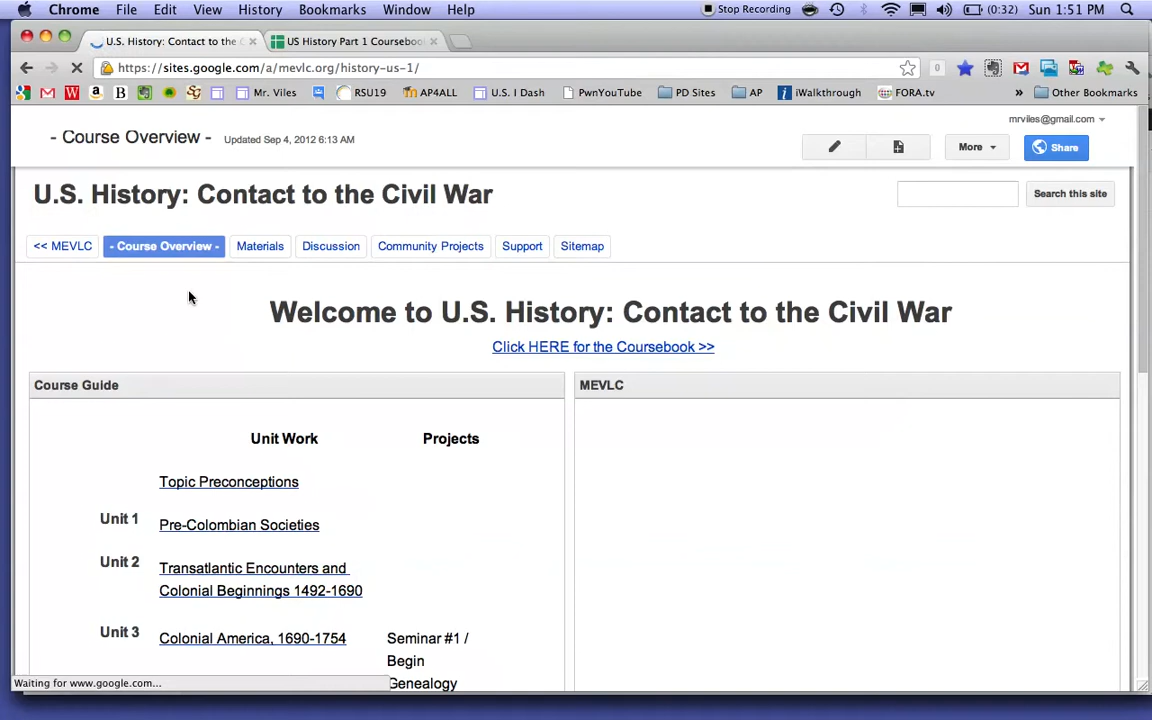 Chrome File Edit View History Bookmarks Window Help Stop Recording (0:32) Sun 1:51 PM
U.S. History: Contact to the C US History Part 1 Coursebook
https://sites.google.com/a/mevlc.org/history-us-1/ 0
Mr. Viles RSU19 AP4ALL U.S. I Dash PwnYouTube PD Sites AP iWalkthrough FORA.tv » Other Bookmarks
mrviles@gmail.com
- Course Overview - Updated Sep 4, 2012 6:13 AM More Share
U.S. History: Contact to the Civil War Search this site
<< MEVLC - Course Overview - Materials Discussion Community Projects Support Sitemap
Welcome to U.S. History: Contact to the Civil War
Click HERE for the Coursebook >>
Course Guide MEVLC
Unit Work Projects
Topic Preconceptions
Unit 1 Pre-Colombian Societies
Unit 2 Transatlantic Encounters and
Colonial Beginnings 1492-1690
Unit 3 Colonial America, 1690-1754 Seminar #1 /
Begin
Genealogy
Waiting for www.google.com...